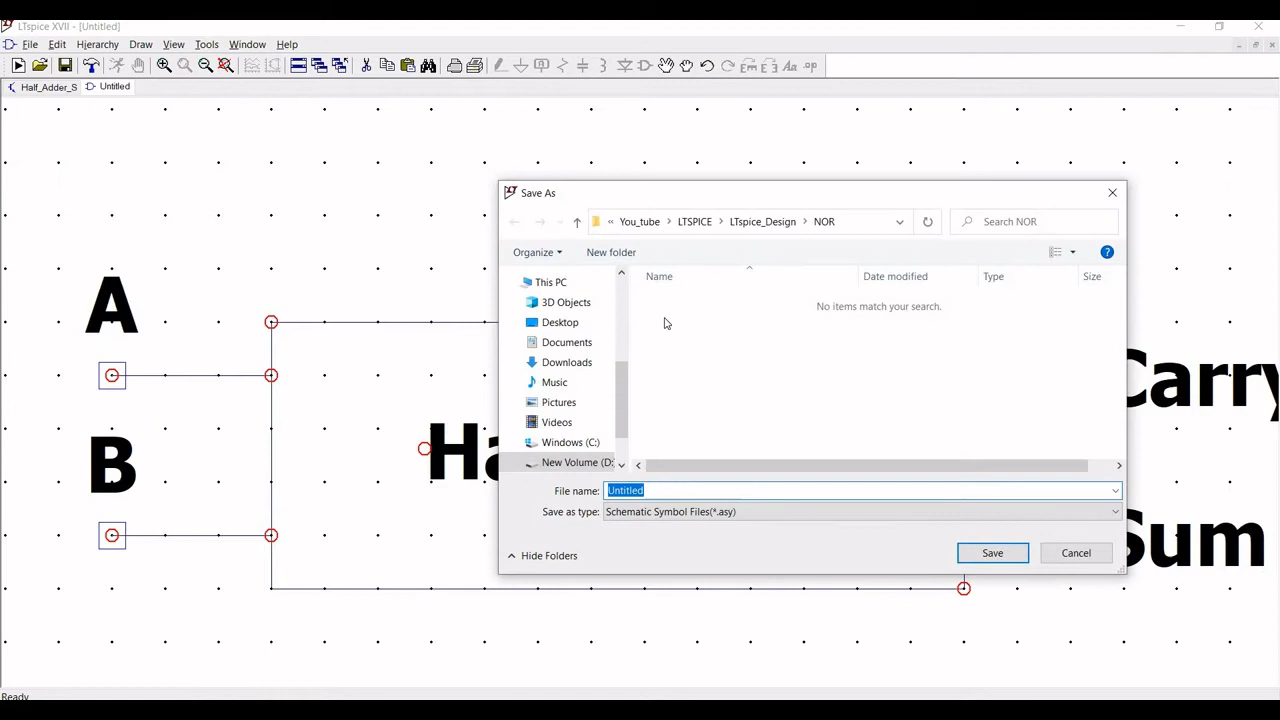 LTspice XVII - [Untitled]
File Edit Hierarchy Draw View Tools Window Help
Half_Adder_S Untitled
Save As
« You_tube › LTSPICE › LTspice_Design › NOR
Search NOR
Organize New folder
Name Date modified Type Size
No items match your search.
This PC
3D Objects
Desktop
Documents
Downloads
Music
Pictures
Videos
Windows (C:)
New Volume (D:
File name: Untitled
Save as type: Schematic Symbol Files(*.asy)
Hide Folders
Save Cancel
A
B
Ha
Carry
Sum
Ready